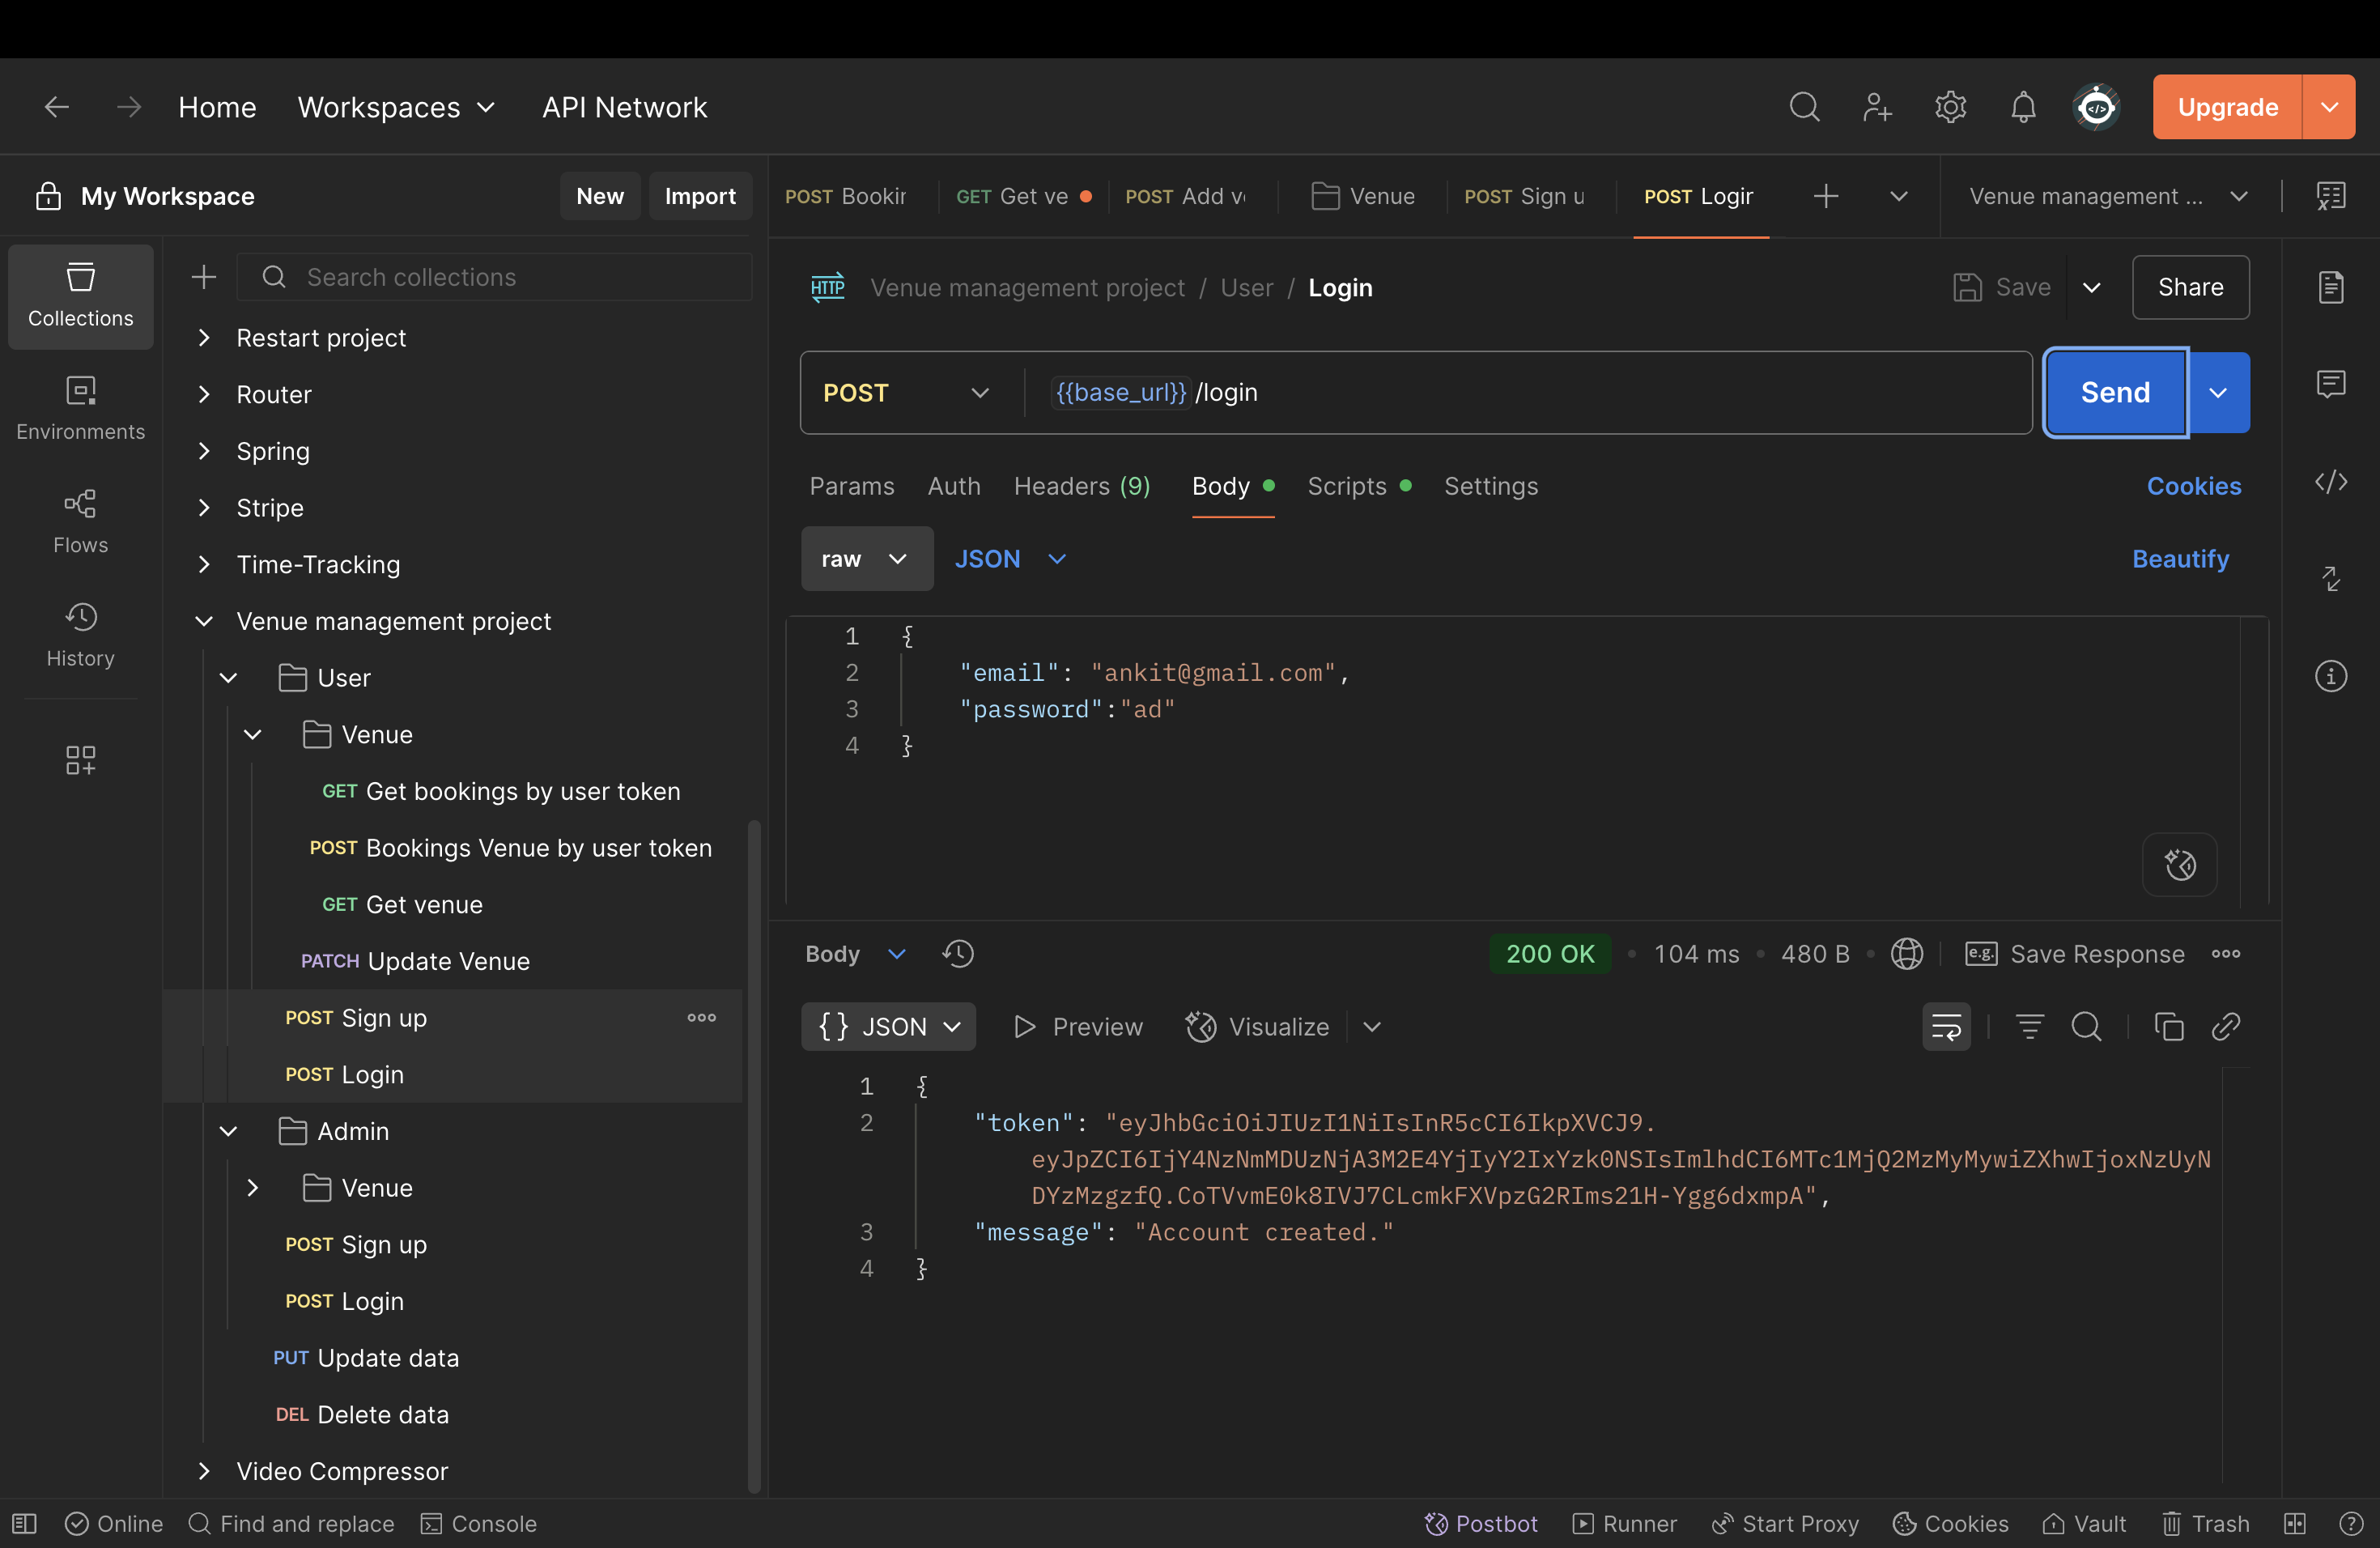 Home Workspaces API Network Upgrade
My Workspace New Import
POST Bookir GET Get ve POST Add v Venue POST Sign u POST Logir Venue management ...
Collections
Environments
Flows
History
Search collections
Restart project
Router
Spring
Stripe
Time-Tracking
Venue management project
User
Venue
GET Get bookings by user token
POST Bookings Venue by user token
GET Get venue
PATCH Update Venue
POST Sign up
POST Login
Admin
Venue
POST Sign up
POST Login
PUT Update data
DEL Delete data
Video Compressor
HTTP Venue management project / User / Login Save Share
POST {{base_url}}/login Send
Params Auth Headers (9) Body Scripts Settings Cookies
raw JSON Beautify
1 {
2 "email": "ankit@gmail.com",
3 "password":"ad"
4 }
Body 200 OK • 104 ms • 480 B • e.g. Save Response
{} JSON Preview Visualize
1 {
2 "token": "eyJhbGciOiJIUzI1NiIsInR5cCI6IkpXVCJ9.
eyJpZCI6IjY4NzNmMDUzNjA3M2E4YjIyY2IxYzk0NSIsImlhdCI6MTc1MjQ2MzMyMywiZXhwIjoxNzUyN
DYzMzgzfQ.CoTVvmE0k8IVJ7CLcmkFXVpzG2RIms21H-Ygg6dxmpA",
3 "message": "Account created."
4 }
Online Find and replace Console Postbot Runner Start Proxy Cookies Vault Trash